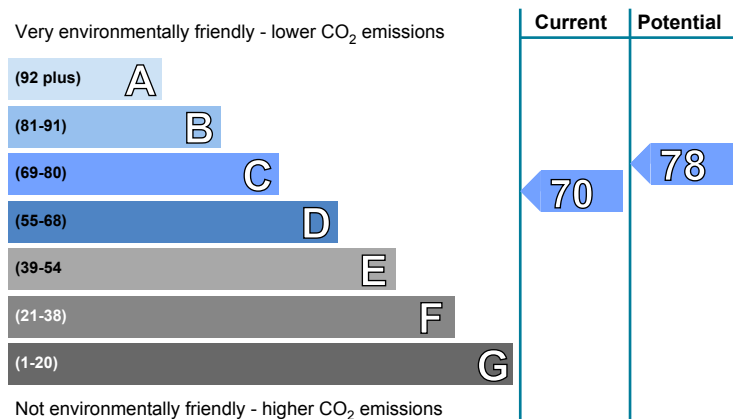 Very environmentally friendly - lower CO2 emissions
Current
Potential
(92 plus) A
(81-91) B
(69-80) C
(55-68) D
(39-54 E
(21-38) F
(1-20) G
70
78
Not environmentally friendly - higher CO2 emissions